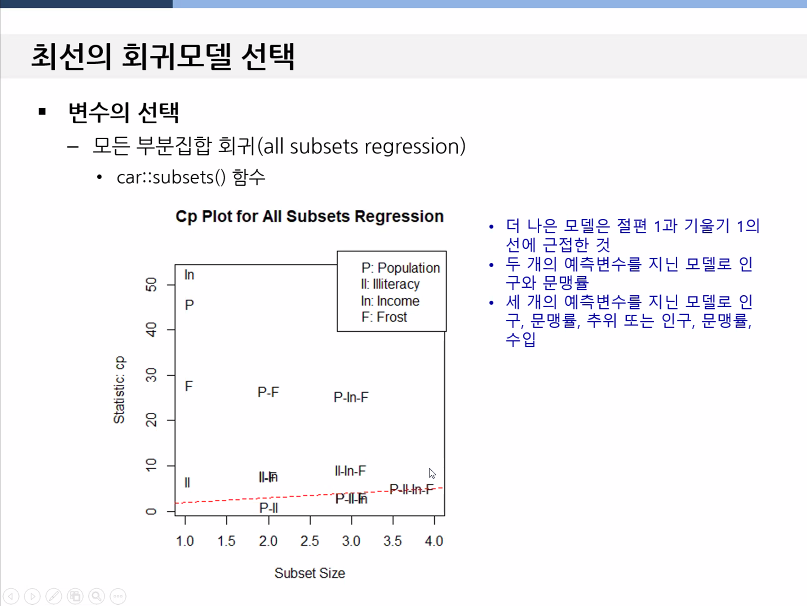 최선의 회귀모델 선택
변수의 선택
– 모든 부분집합 회귀(all subsets regression)
• car::subsets() 함수
Cp Plot for All Subsets Regression
P: Population
Il: Illiteracy
In: Income
F: Frost
Statistic: cp
50
40
30
20
10
0
In
P
F
Il
P-F
P-Il
P-In-F
Il-In-F
P-Il-In-F
1.0 1.5 2.0 2.5 3.0 3.5 4.0
Subset Size
• 더 나은 모델은 절편 1과 기울기 1의
선에 근접한 것
• 두 개의 예측변수를 지닌 모델로 인
구와 문맹률
• 세 개의 예측변수를 지닌 모델로 인
구, 문맹률, 추위 또는 인구, 문맹률,
수입